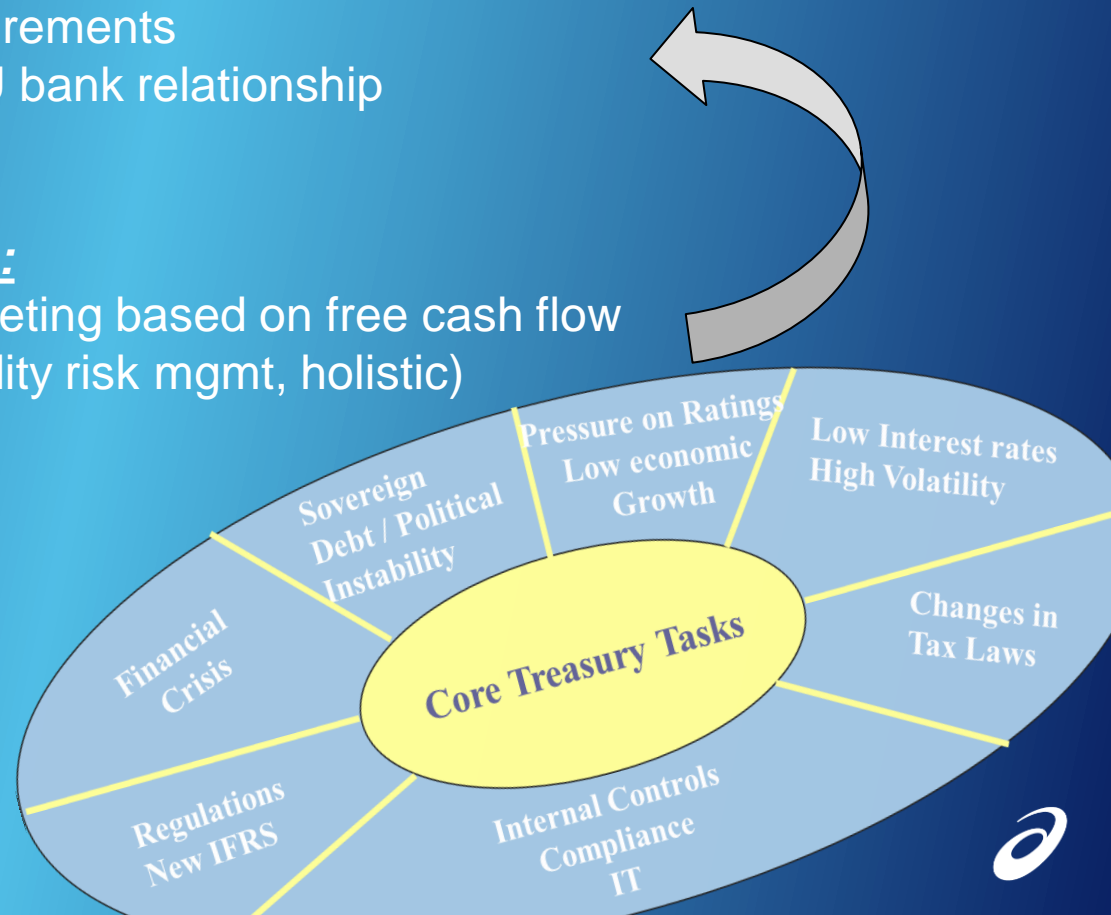 irements
bank relationship
:
eting based on free cash flow
lity risk mgmt, holistic)
Pressure on Ratings
Low economic
Growth
Low Interest rates
High Volatility
Sovereign
Debt / Political
Instability
Financial
Crisis
Core Treasury Tasks
Changes in
Tax Laws
Regulations
New IFRS
Internal Controls
Compliance
IT